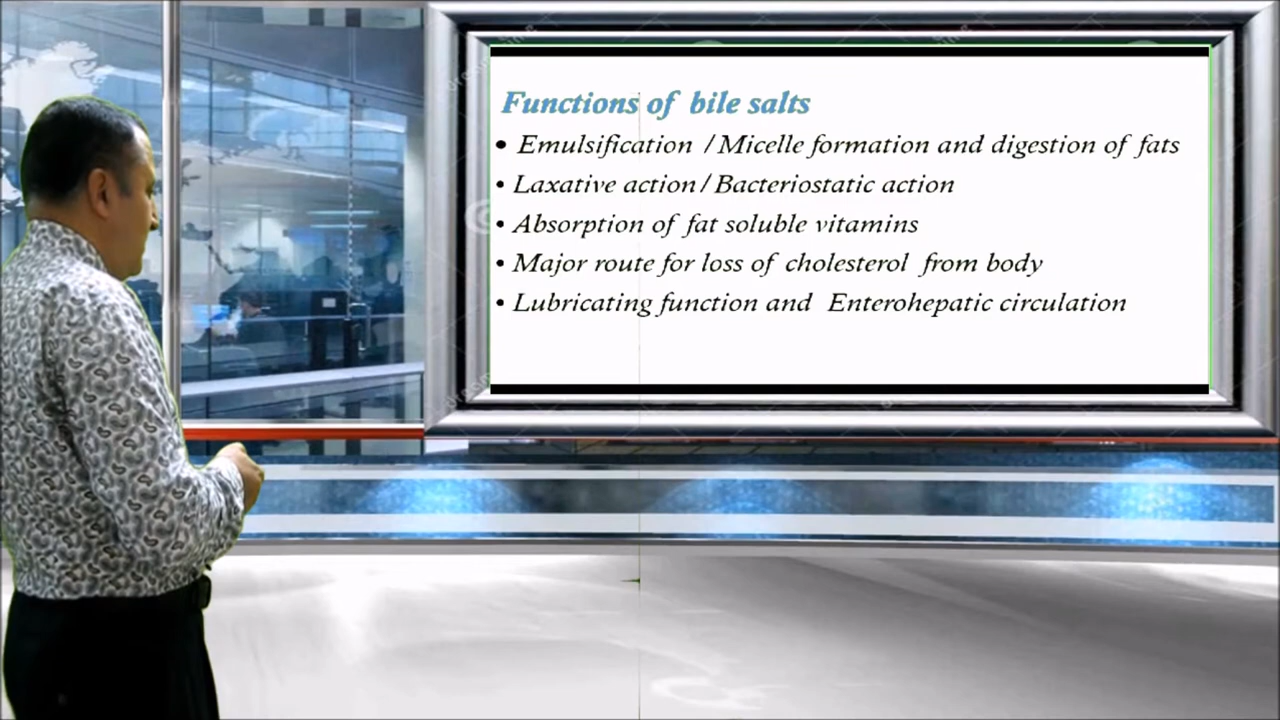 Functions of bile salts
• Emulsification / Micelle formation and digestion of fats
• Laxative action / Bacteriostatic action
• Absorption of fat soluble vitamins
• Major route for loss of cholesterol from body
• Lubricating function and Enterohepatic circulation